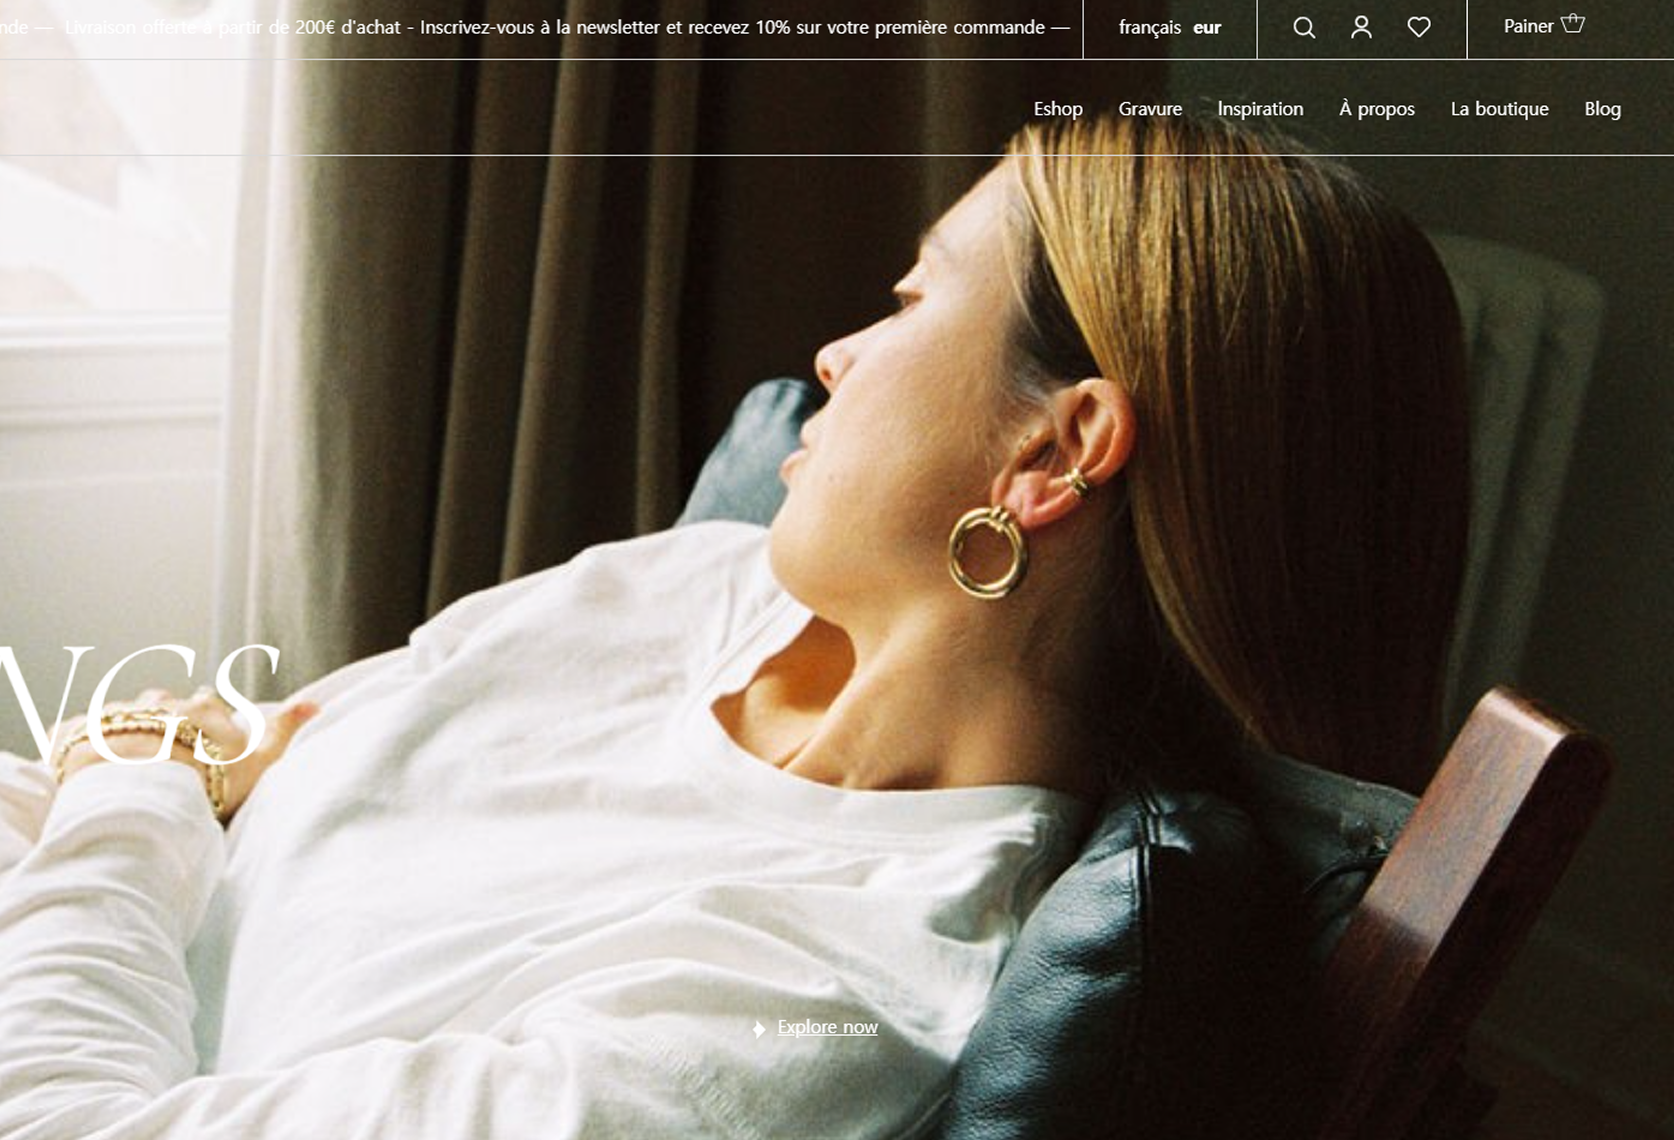 nde — Livraison offerte à partir de 200€ d'achat - Inscrivez-vous à la newsletter et recevez 10% sur votre première commande —
français eur
Painer
Eshop Gravure Inspiration À propos La boutique Blog
NGS
Explore now